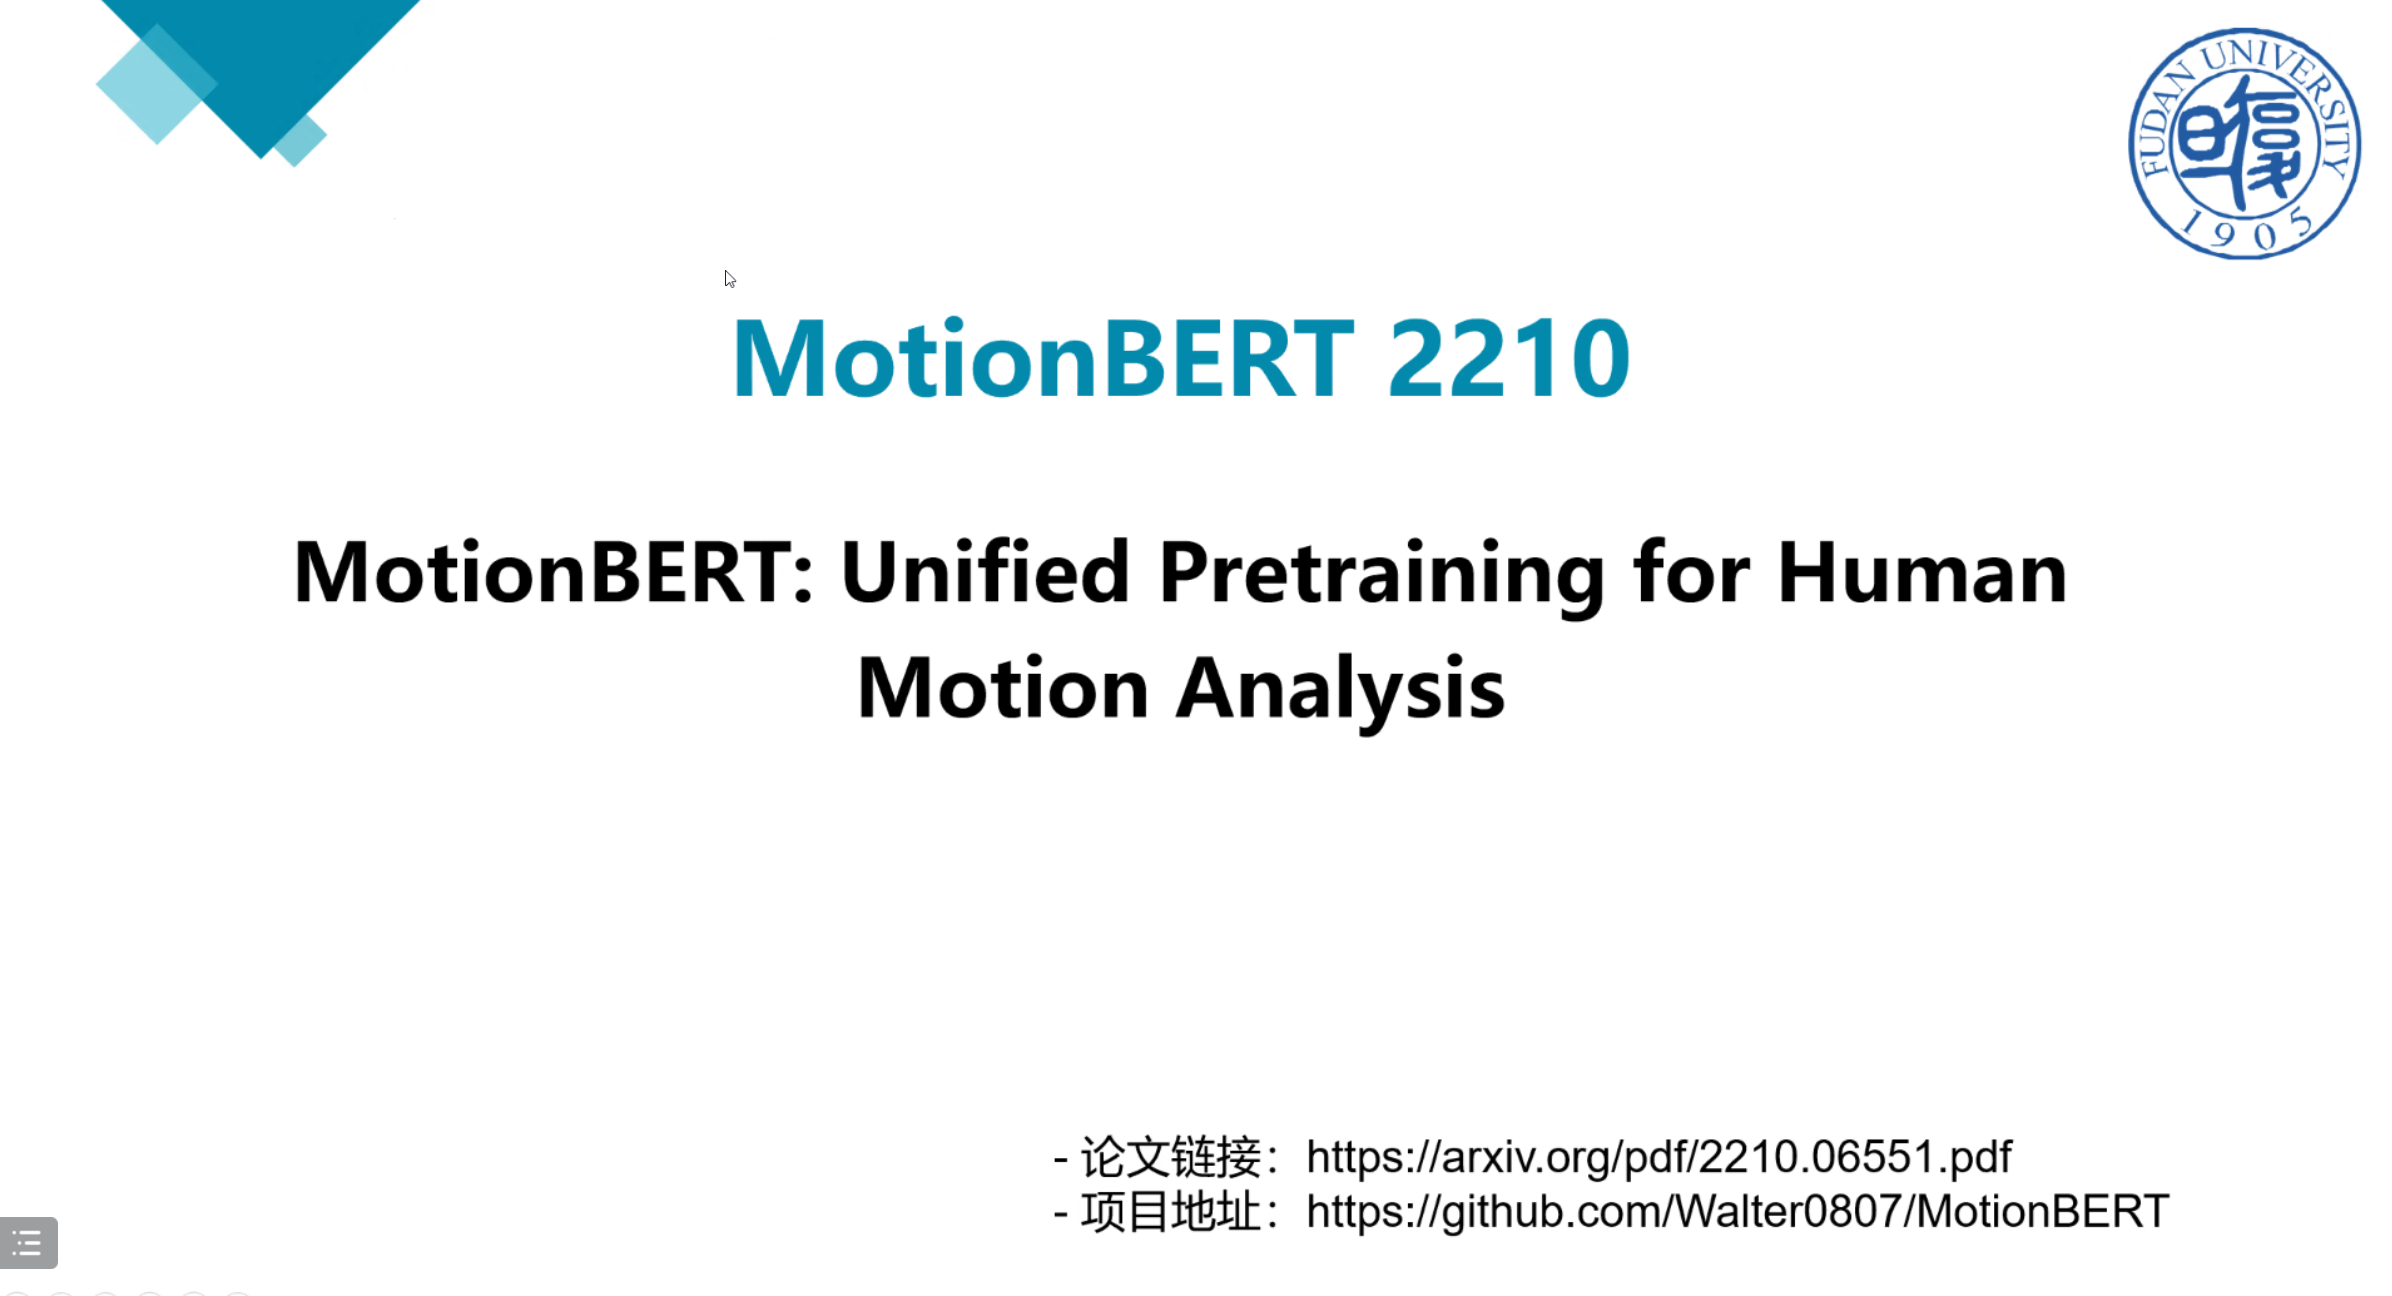 FUDAN UNIVERSITY
1905
MotionBERT 2210
MotionBERT: Unified Pretraining for Human
Motion Analysis
- 论文链接：https://arxiv.org/pdf/2210.06551.pdf
- 项目地址：https://github.com/Walter0807/MotionBERT